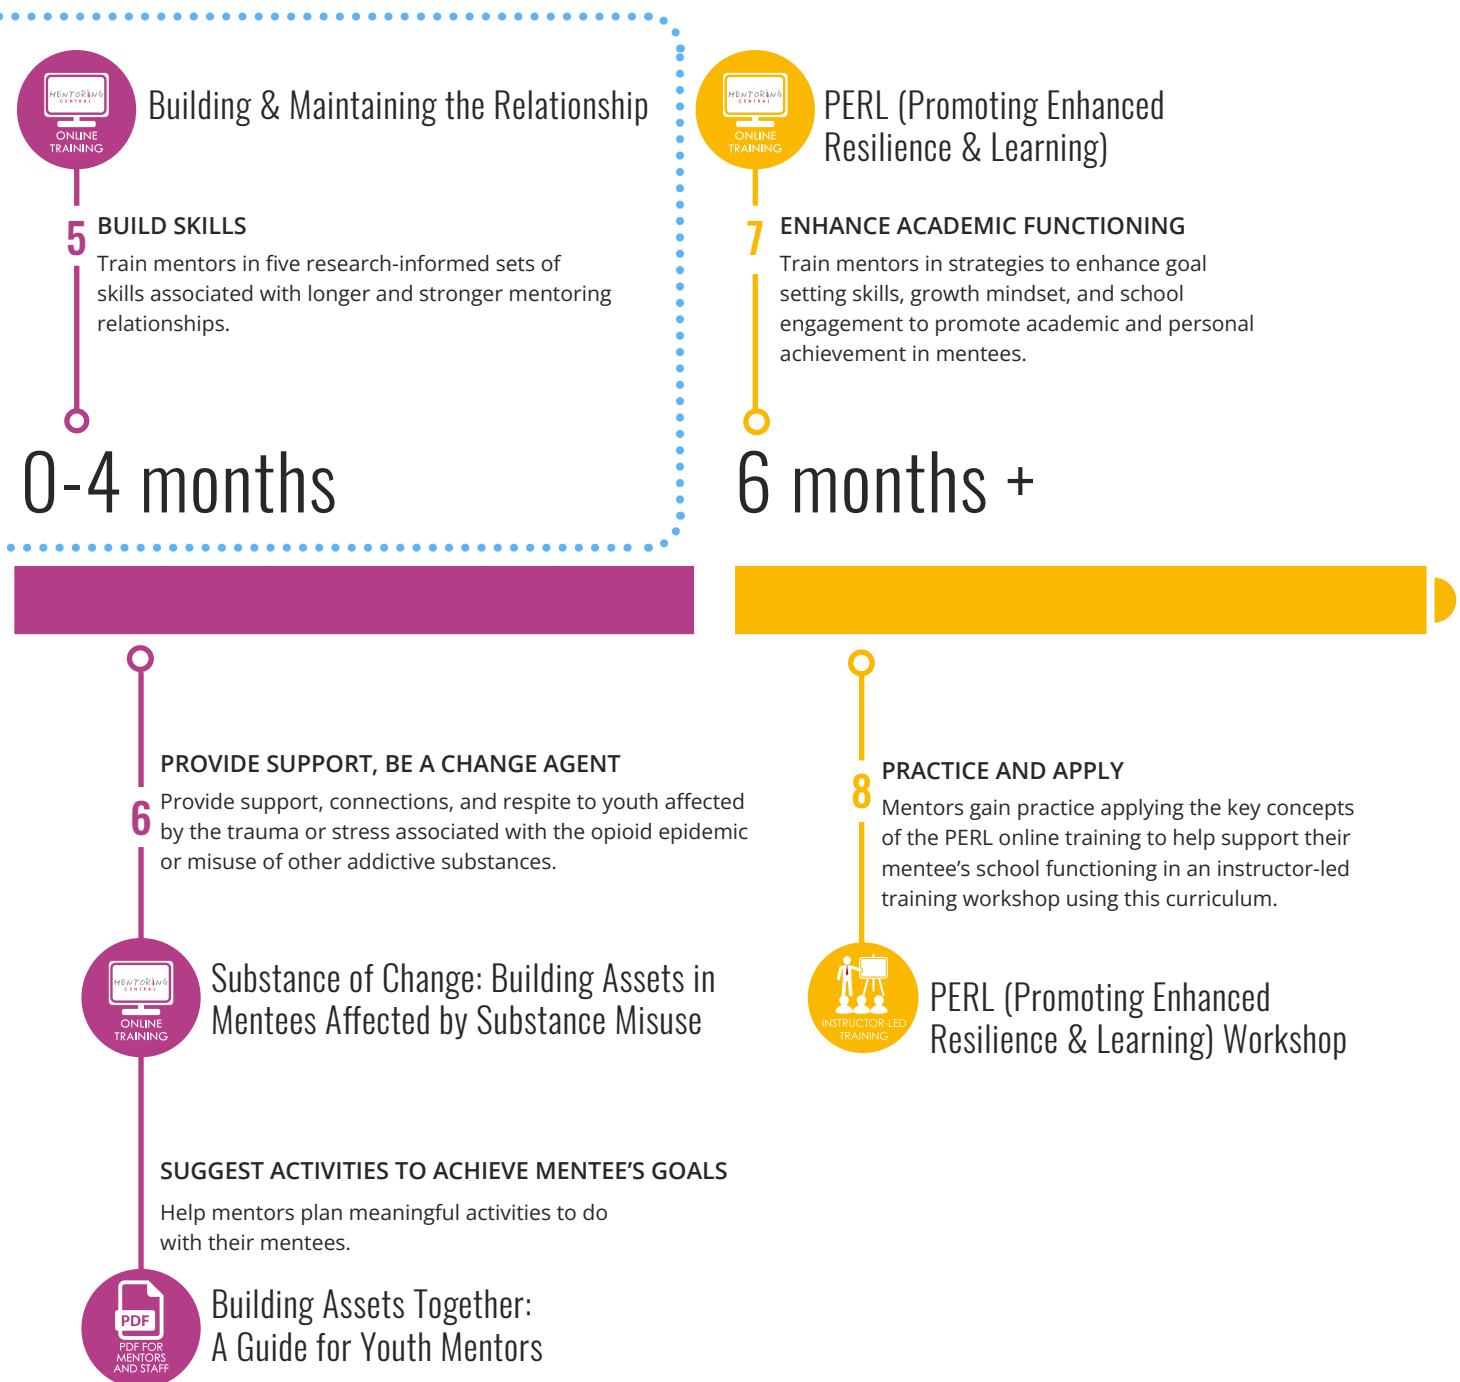 MENTORING
CENTRAL
ONLINE
TRAINING
Building & Maintaining the Relationship
5
BUILD SKILLS
Train mentors in five research-informed sets of
skills associated with longer and stronger mentoring
relationships.
0-4 months
MENTORING
CENTRAL
ONLINE
TRAINING
PERL (Promoting Enhanced
Resilience & Learning)
7
ENHANCE ACADEMIC FUNCTIONING
Train mentors in strategies to enhance goal
setting skills, growth mindset, and school
engagement to promote academic and personal
achievement in mentees.
6 months +
PROVIDE SUPPORT, BE A CHANGE AGENT
6
Provide support, connections, and respite to youth affected
by the trauma or stress associated with the opioid epidemic
or misuse of other addictive substances.
MENTORING
CENTRAL
ONLINE
TRAINING
Substance of Change: Building Assets in
Mentees Affected by Substance Misuse
SUGGEST ACTIVITIES TO ACHIEVE MENTEE'S GOALS
Help mentors plan meaningful activities to do
with their mentees.
PDF
PDF FOR
MENTORS
AND STAFF
Building Assets Together:
A Guide for Youth Mentors
8
PRACTICE AND APPLY
Mentors gain practice applying the key concepts
of the PERL online training to help support their
mentee's school functioning in an instructor-led
training workshop using this curriculum.
INSTRUCTOR-LED
TRAINING
PERL (Promoting Enhanced
Resilience & Learning) Workshop